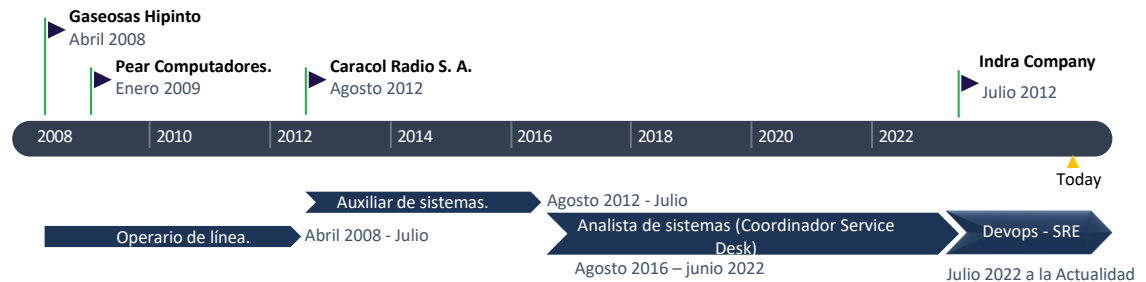 Gaseosas Hipinto
Abril 2008
Pear Computadores.
Enero 2009
Caracol Radio S. A.
Agosto 2012
Indra Company
Julio 2012
2008 2010 2012 2014 2016 2018 2020 2022
Today
Auxiliar de sistemas.
Agosto 2012 - Julio
Operario de línea.
Abril 2008 - Julio
Analista de sistemas (Coordinador Service
Desk)
Agosto 2016 – junio 2022
Devops - SRE
Julio 2022 a la Actualidad